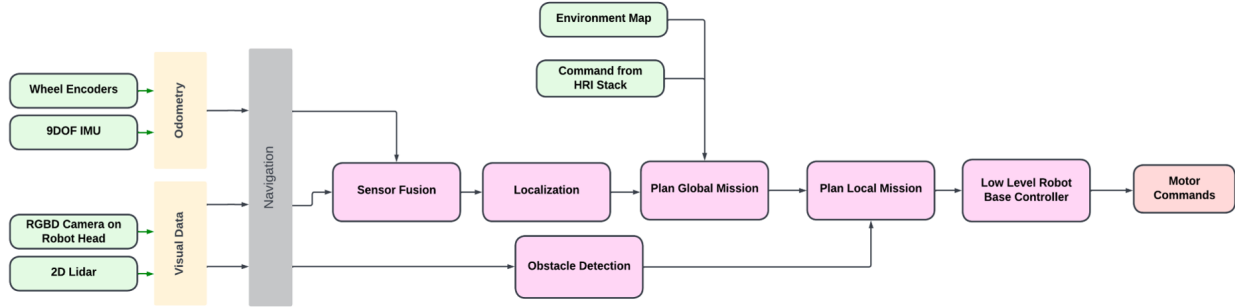 Environment Map
Command from
HRI Stack
Wheel Encoders
9DOF IMU
Odometry
Navigation
RGBD Camera on
Robot Head
2D Lidar
Visual Data
Sensor Fusion
Localization
Plan Global Mission
Plan Local Mission
Low Level Robot
Base Controller
Motor
Commands
Obstacle Detection